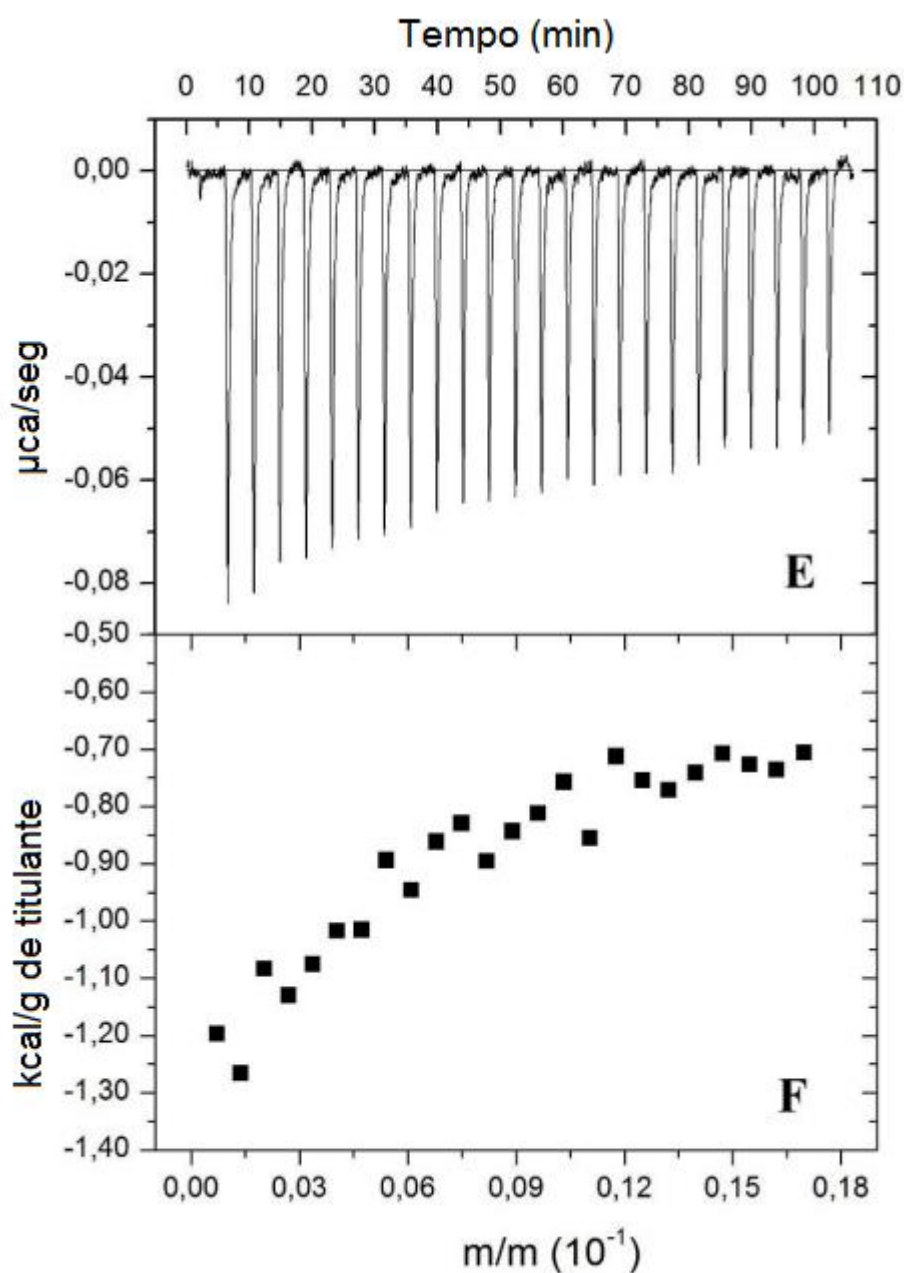 Tempo (min)
0 10 20 30 40 50 60 70 80 90 100 110
0,00
-0,02
-0,04
-0,06
-0,08
µca/seg
E
-0,50
-0,60
-0,70
-0,80
-0,90
-1,00
-1,10
-1,20
-1,30
-1,40
kcal/g de titulante
F
0,00 0,03 0,06 0,09 0,12 0,15 0,18
m/m (10⁻¹)